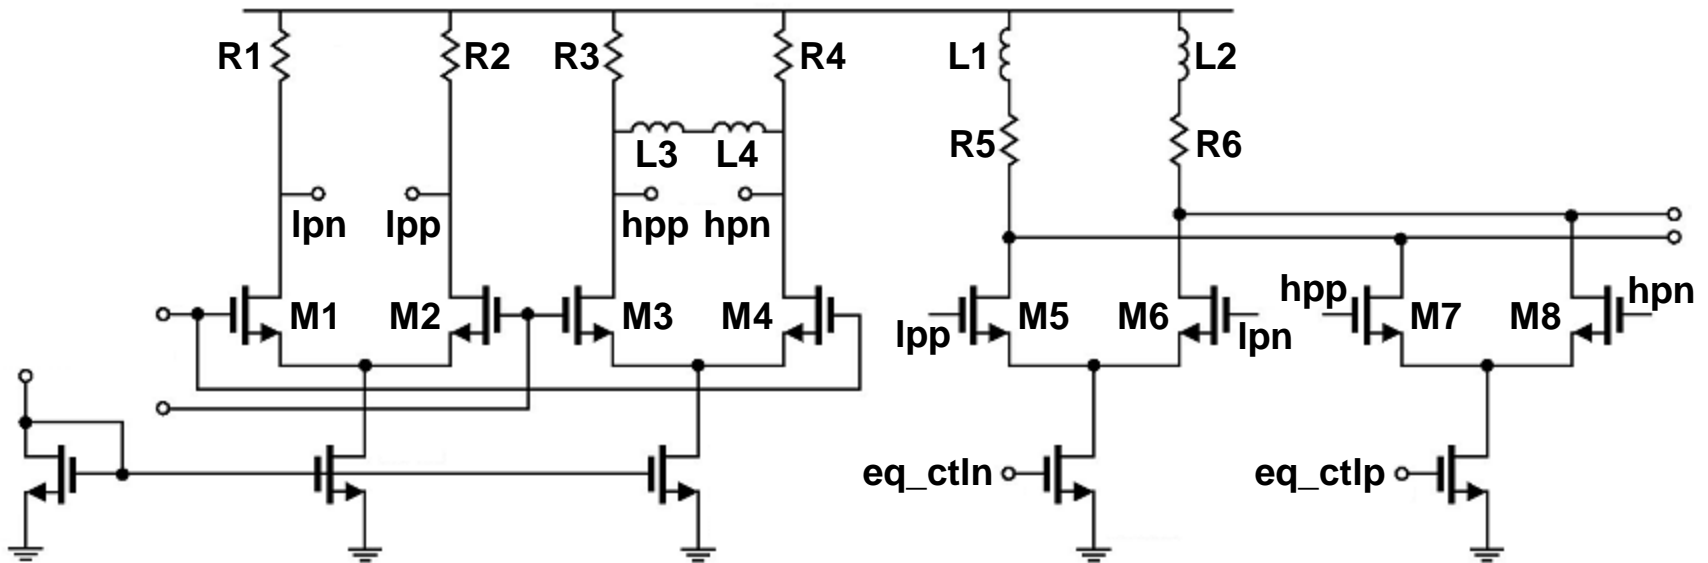 R1 R2 R3 R4 L1 L2
L3 L4 R5 R6
lpn lpp hpp hpn
hpp hpn
M1 M2 M3 M4 M5 M6 M7 M8
lpp lpn
eq_ctln eq_ctlp